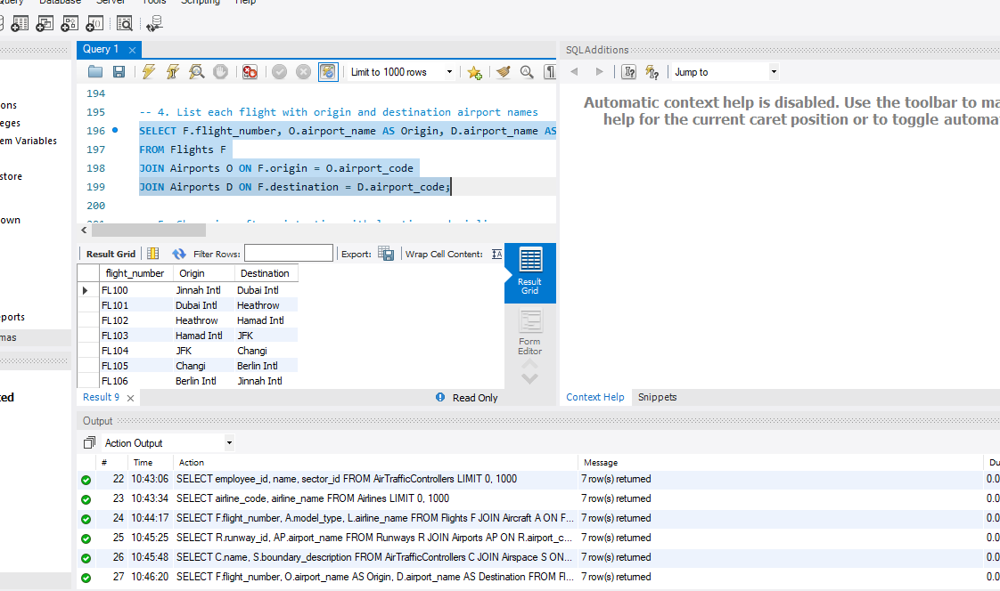 Query Database Server Tools Scripting Help
Query 1
SQLAdditions
Limit to 1000 rows
Jump to
194
195 -- 4. List each flight with origin and destination airport names
196 SELECT F.flight_number, O.airport_name AS Origin, D.airport_name AS
197 FROM Flights F
198 JOIN Airports O ON F.origin = O.airport_code
199 JOIN Airports D ON F.destination = D.airport_code;
200
Automatic context help is disabled. Use the toolbar to ma
help for the current caret position or to toggle automa
ons
eges
em Variables
store
own
ports
mas
ted
Result Grid Filter Rows: Export: Wrap Cell Content:
flight_number Origin Destination
FL100 Jinnah Intl Dubai Intl
FL101 Dubai Intl Heathrow
FL102 Heathrow Hamad Intl
FL103 Hamad Intl JFK
FL104 JFK Changi
FL105 Changi Berlin Intl
FL106 Berlin Intl Jinnah Intl
Result
Grid
Form
Editor
Result 9
Read Only
Context Help Snippets
Output
Action Output
# Time Action Message Du
22 10:43:06 SELECT employee_id, name, sector_id FROM AirTrafficControllers LIMIT 0, 1000 7 row(s) returned 0.0
23 10:43:34 SELECT airline_code, airline_name FROM Airlines LIMIT 0, 1000 7 row(s) returned 0.0
24 10:44:17 SELECT F.flight_number, A.model_type, L.airline_name FROM Flights F JOIN Aircraft A ON F... 7 row(s) returned 0.0
25 10:45:25 SELECT R.runway_id, AP.airport_name FROM Runways R JOIN Airports AP ON R.airport_c... 7 row(s) returned 0.0
26 10:45:48 SELECT C.name, S.boundary_description FROM AirTrafficControllers C JOIN Airspace S ON... 7 row(s) returned 0.0
27 10:46:20 SELECT F.flight_number, O.airport_name AS Origin, D.airport_name AS Destination FROM Fl... 7 row(s) returned 0.0